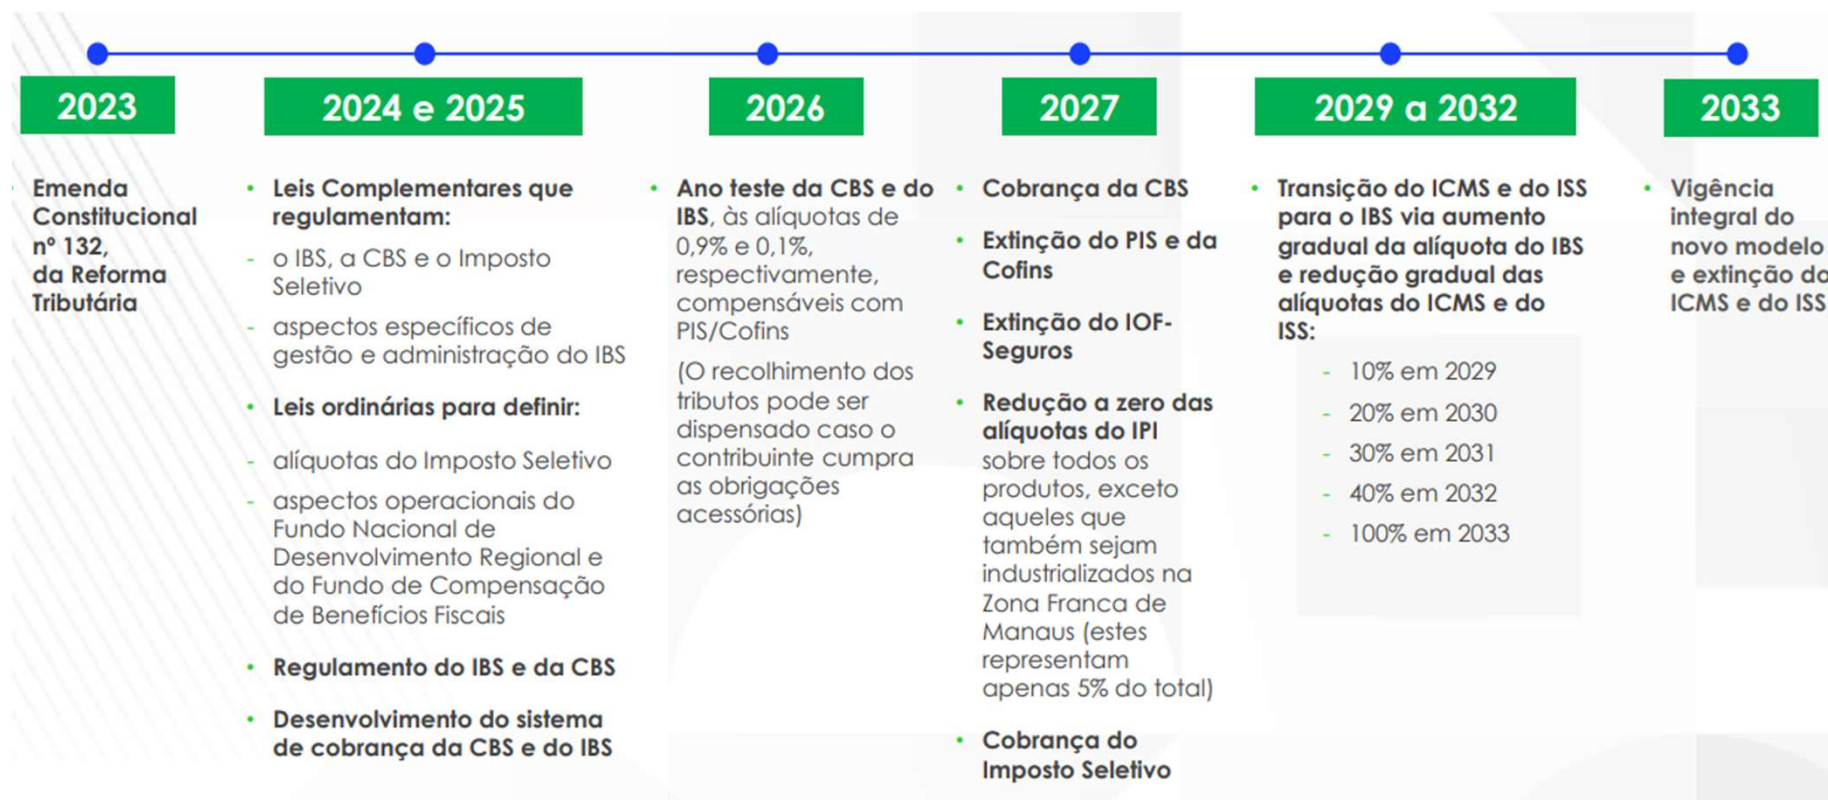 2023
Emenda
Constitucional
nº 132,
da Reforma
Tributária
2024 e 2025
• Leis Complementares que
regulamentam:
- o IBS, a CBS e o Imposto
Seletivo
- aspectos específicos de
gestão e administração do IBS
• Leis ordinárias para definir:
- alíquotas do Imposto Seletivo
- aspectos operacionais do
Fundo Nacional de
Desenvolvimento Regional e
do Fundo de Compensação
de Benefícios Fiscais
• Regulamento do IBS e da CBS
• Desenvolvimento do sistema
de cobrança da CBS e do IBS
2026
• Ano teste da CBS e do
IBS, às alíquotas de
0,9% e 0,1%,
respectivamente,
compensáveis com
PIS/Cofins
(O recolhimento dos
tributos pode ser
dispensado caso o
contribuinte cumpra
as obrigações
acessórias)
2027
• Cobrança da CBS
• Extinção do PIS e da
Cofins
• Extinção do IOF-
Seguros
• Redução a zero das
alíquotas do IPI
sobre todos os
produtos, exceto
aqueles que
também sejam
industrializados na
Zona Franca de
Manaus (estes
representam
apenas 5% do total)
• Cobrança do
Imposto Seletivo
2029 a 2032
• Transição do ICMS e do ISS
para o IBS via aumento
gradual da alíquota do IBS
e redução gradual das
alíquotas do ICMS e do
ISS:
- 10% em 2029
- 20% em 2030
- 30% em 2031
- 40% em 2032
- 100% em 2033
2033
• Vigência
integral do
novo modelo
e extinção do
ICMS e do ISS